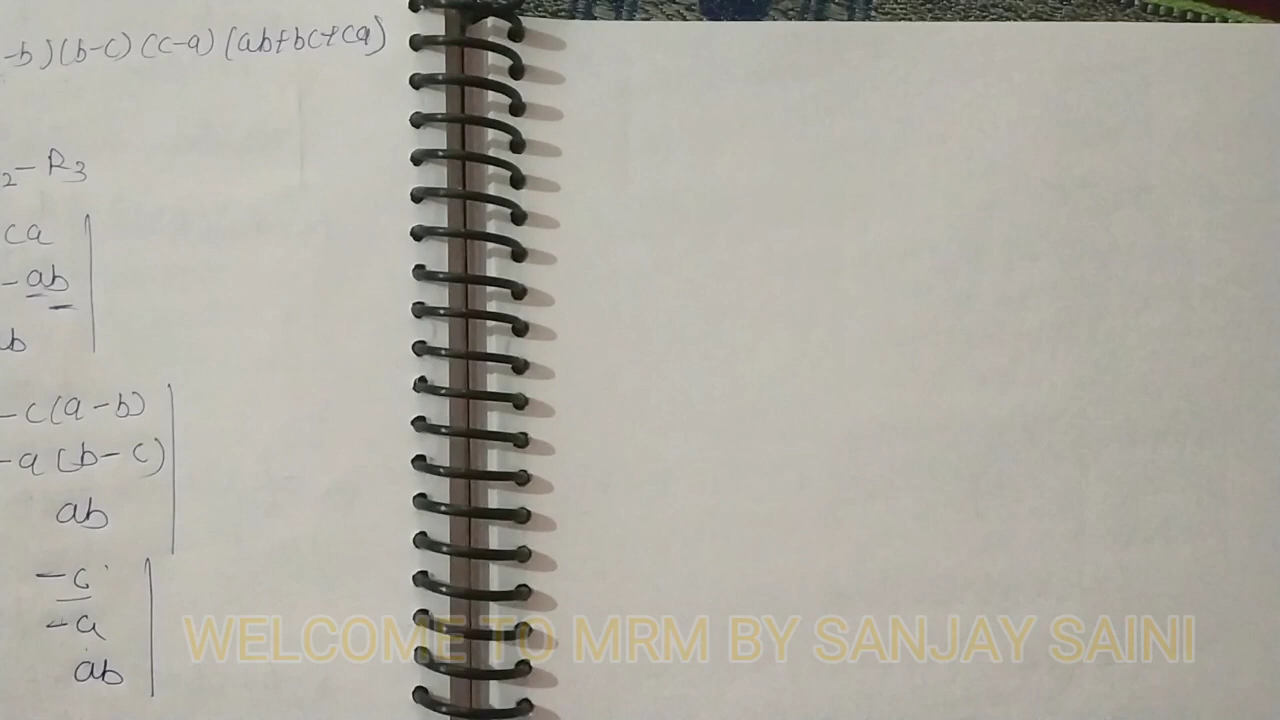 -b)(b-c)(c-a)(ab+bc+ca)
2-R3
ca
-ab
b
-c(a-b)
-a(b-c)
ab
-c
-a
ab
WELCOME TO MRM BY SANJAY SAINI